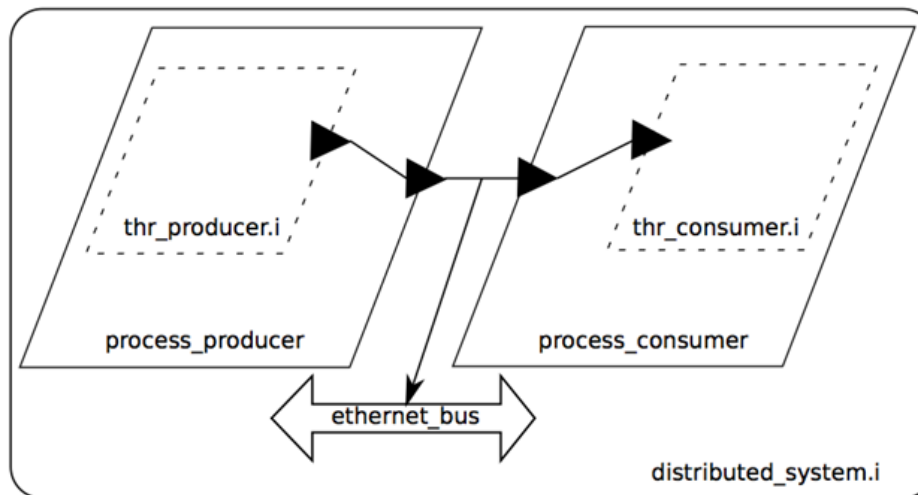 thr_producer.i
thr_consumer.i
process_producer
process_consumer
ethernet_bus
distributed_system.i